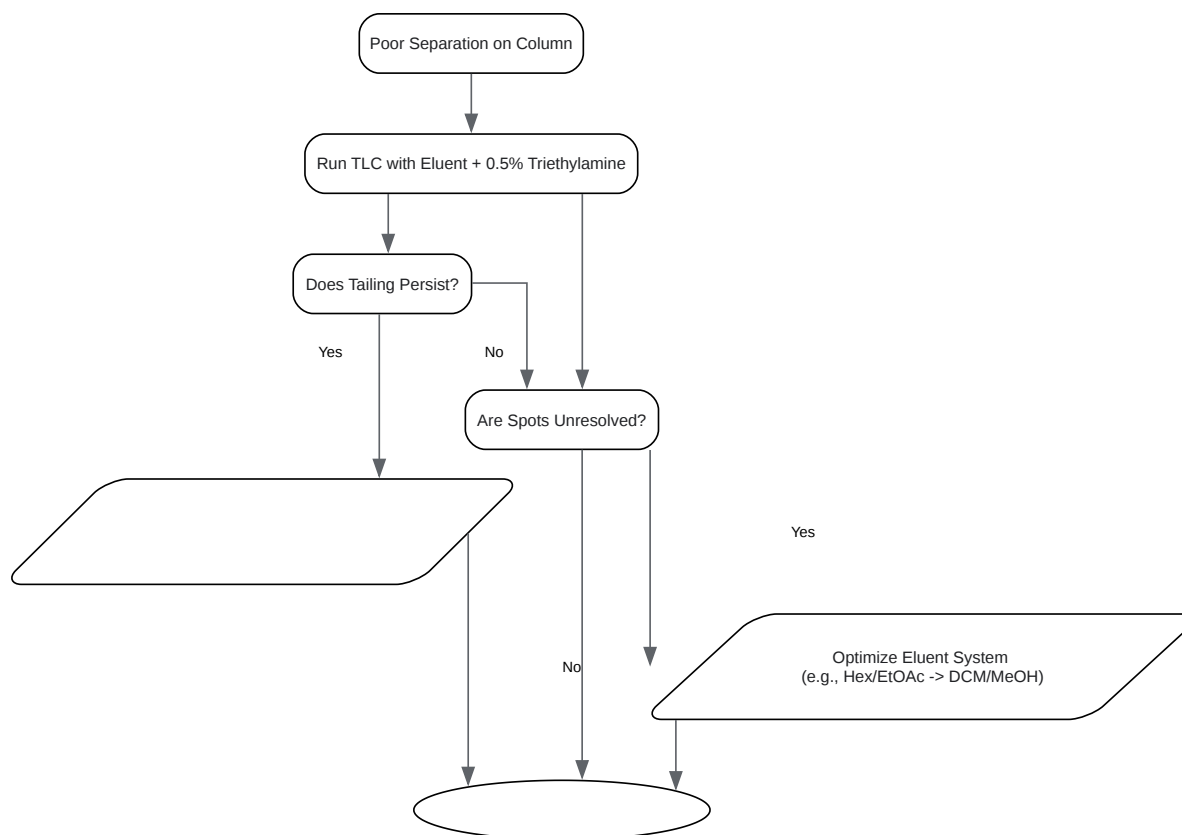 Poor Separation on Column
Run TLC with Eluent + 0.5% Triethylamine
Does Tailing Persist?
Yes
No
Are Spots Unresolved?
Yes
No
Optimize Eluent System
(e.g., Hex/EtOAc -> DCM/MeOH)